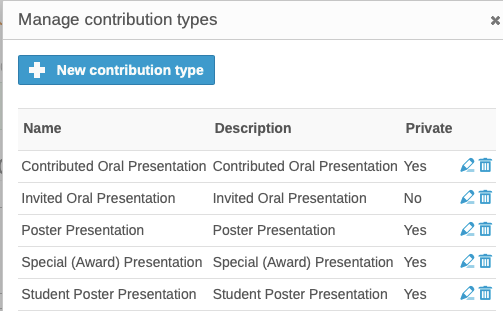 Manage contribution types
New contribution type
Name Description Private
Contributed Oral Presentation Contributed Oral Presentation Yes
Invited Oral Presentation Invited Oral Presentation No
Poster Presentation Poster Presentation Yes
Special (Award) Presentation Special (Award) Presentation Yes
Student Poster Presentation Student Poster Presentation Yes